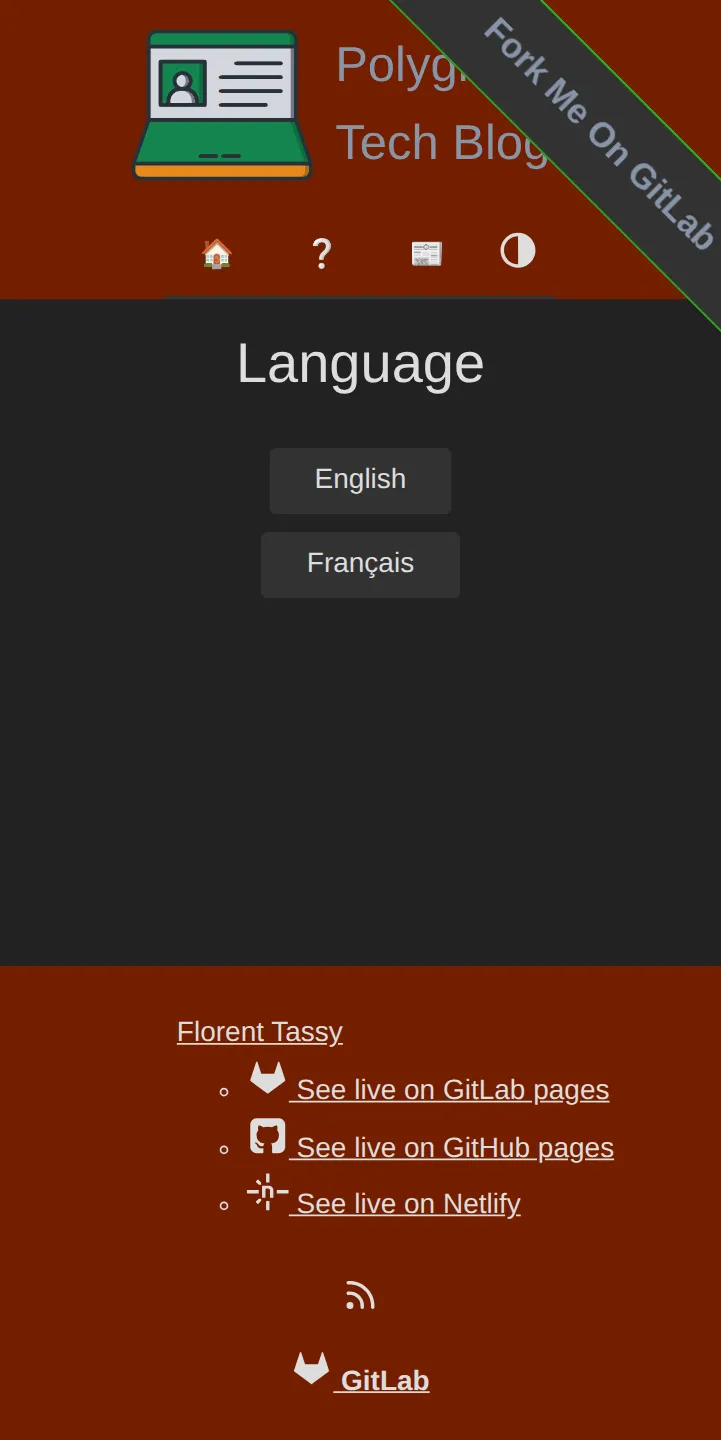 Tech Blog
Fork Me On GitLab
Language
English
Français
Florent Tassy
See live on GitLab pages
See live on GitHub pages
See live on Netlify
GitLab